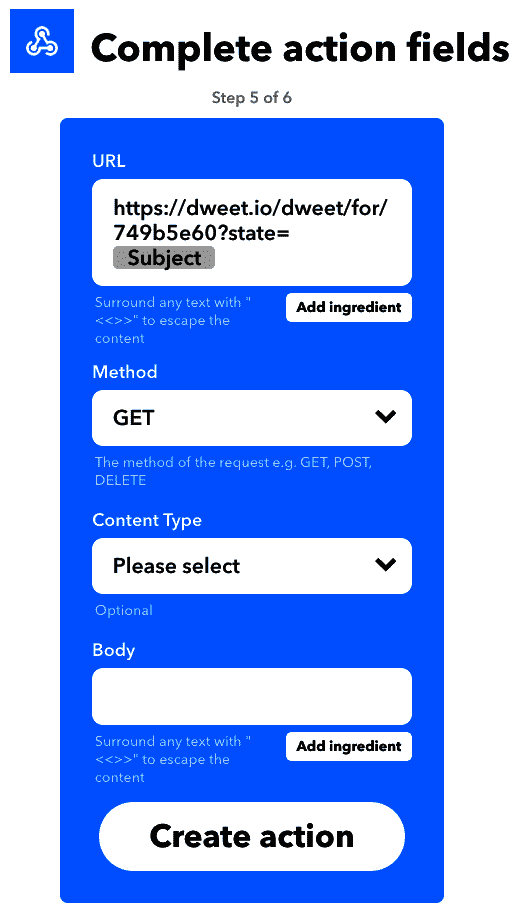 Complete action fields
Step 5 of 6
URL
https://dweet.io/dweet/for/
749b5e60?state=
Subject
Surround any text with "
<<>>" to escape the
content
Add ingredient
Method
GET
The method of the request e.g. GET, POST,
DELETE
Content Type
Please select
Optional
Body
Surround any text with "
<<>>" to escape the
content
Add ingredient
Create action